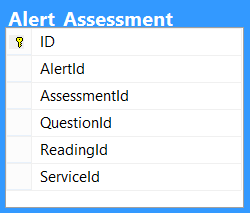 Alert_Assessment
ID
AlertId
AssessmentId
QuestionId
ReadingId
ServiceId